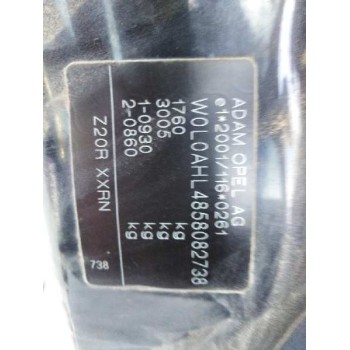 ADAM OPEL AG
e1*2001/116*0261
W0L0AHL4858082738
1760 kg
3005 kg
1-0930 kg
2-0860 kg
Z20R XXRN
738